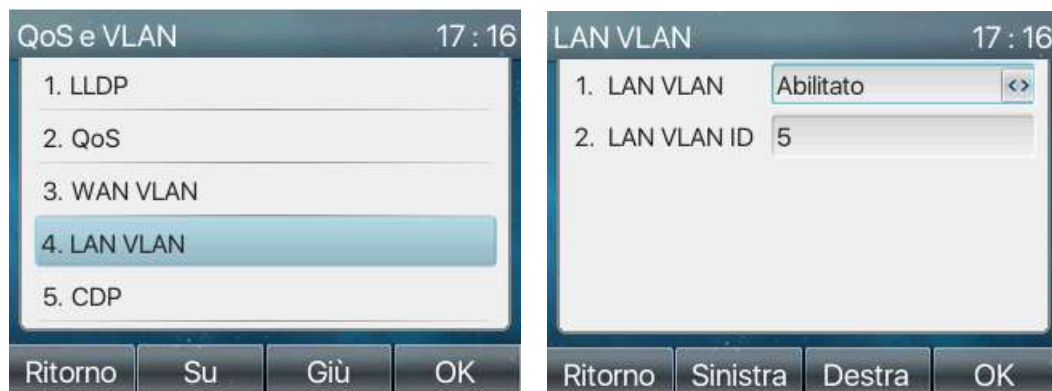 QoS e VLAN 17 : 16
1. LLDP
2. QoS
3. WAN VLAN
4. LAN VLAN
5. CDP
Ritorno Su Giù OK
LAN VLAN 17 : 16
1. LAN VLAN Abilitato <>
2. LAN VLAN ID 5
Ritorno Sinistra Destra OK